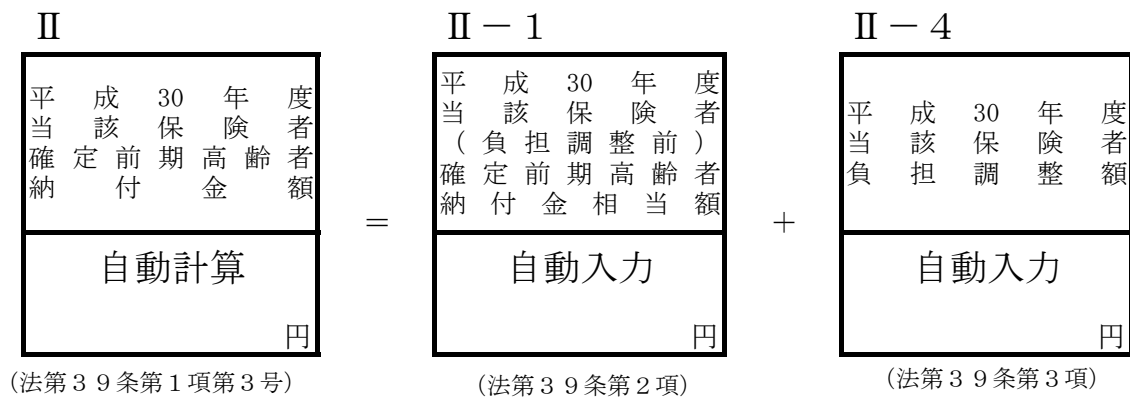 Ⅱ
平成30年度
当該保険者
確定前期高齢者
納付金額
自動計算
円
(法第39条第1項第3号)
=
Ⅱ-1
平成30年度
当該保険者
(負担調整前)
確定前期高齢者
納付金相当額
自動入力
円
(法第39条第2項)
+
Ⅱ-4
平成30年度
当該保険者
負担調整額
自動入力
円
(法第39条第3項)